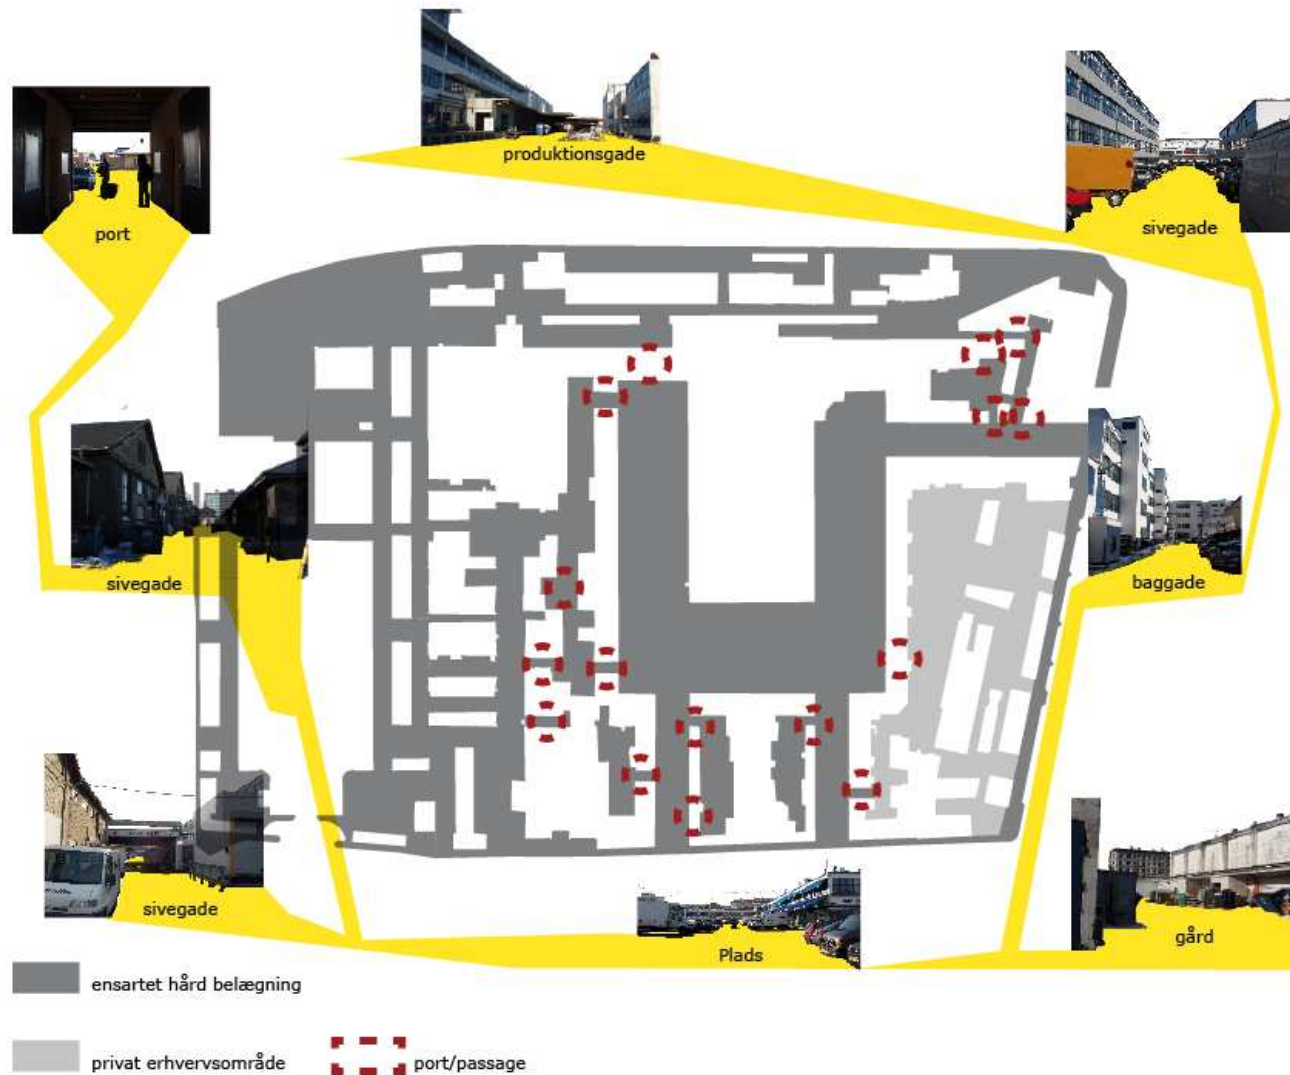 produktionsgade
port
sivegade
sivegade
baggade
sivegade
gård
Plads
ensartet hård belægning
privat erhvervsområde
port/passage